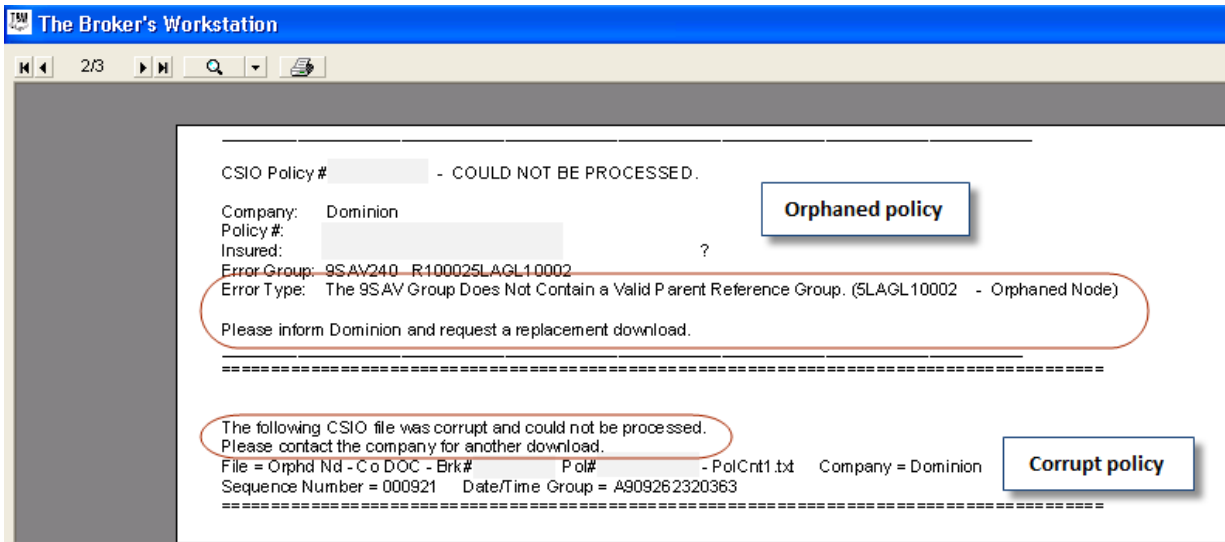 TBW The Broker's Workstation
2/3
CSIO Policy # - COULD NOT BE PROCESSED.
Orphaned policy
Company: Dominion
Policy #:
Insured: ?
Error Group: 9SAV240 R100025LAGL10002
Error Type: The 9SAV Group Does Not Contain a Valid Parent Reference Group. (5LAGL10002 - Orphaned Node)
Please inform Dominion and request a replacement download.
The following CSIO file was corrupt and could not be processed.
Please contact the company for another download.
File = Orphd Nd - Co DOC - Brk# Pol# - PolCnt1.txt Company = Dominion
Corrupt policy
Sequence Number = 000921 Date/Time Group = A909262320363